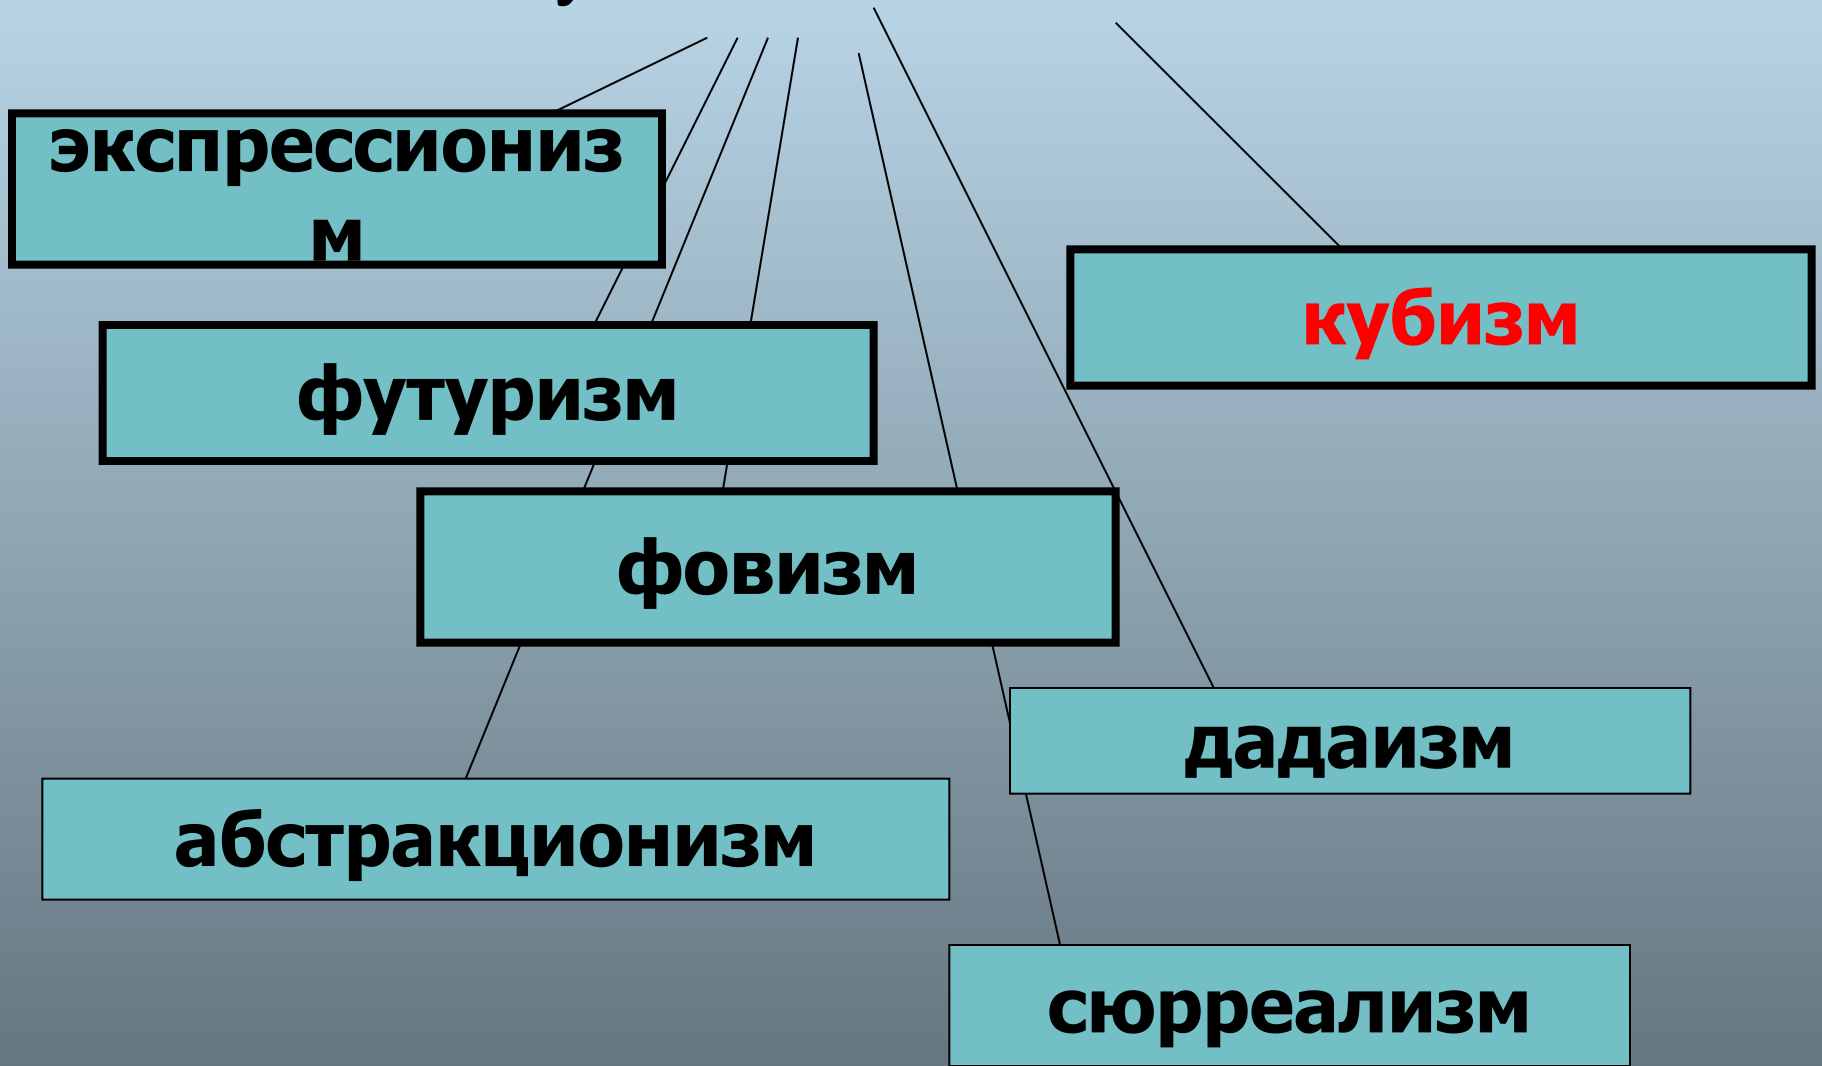 экспрессиониз
м
кубизм
футуризм
фовизм
дадаизм
абстракционизм
сюрреализм